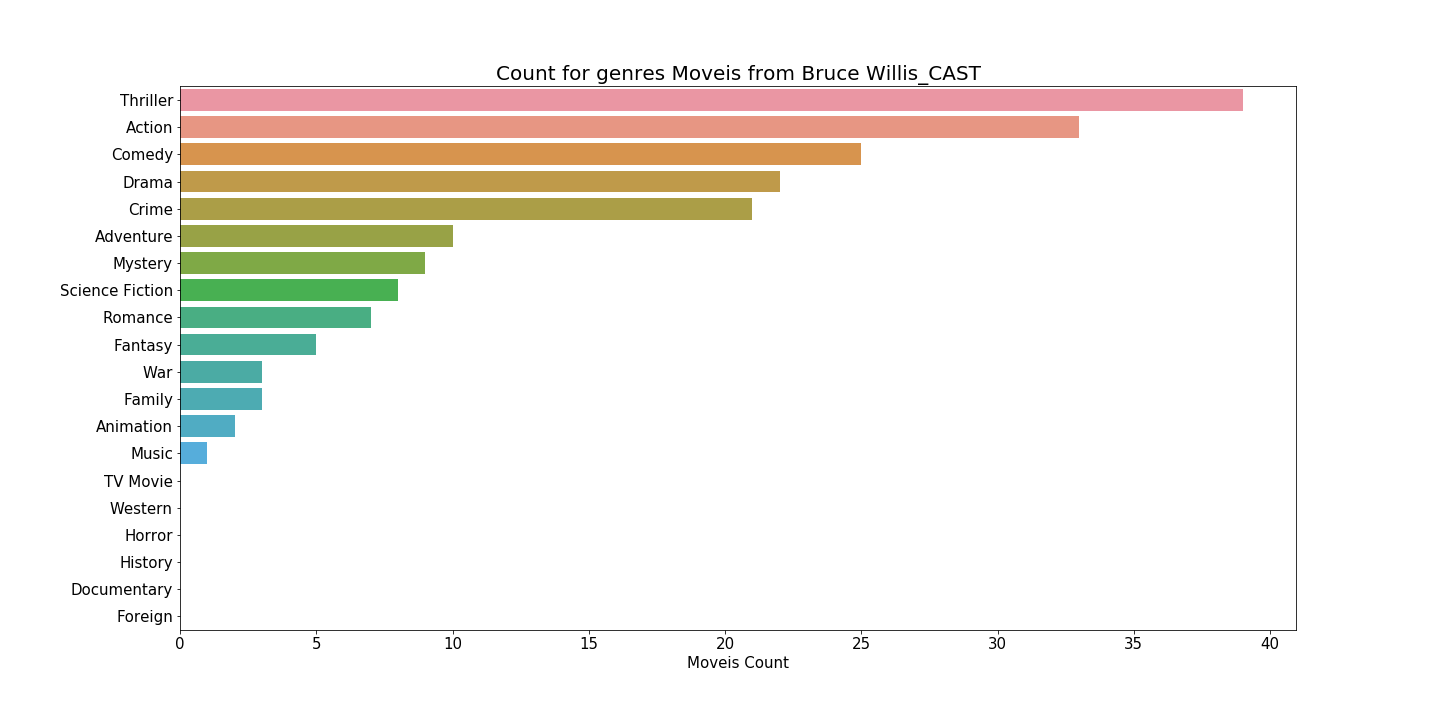 Count for genres Moveis from Bruce Willis_CAST
Thriller
Action
Comedy
Drama
Crime
Adventure
Mystery
Science Fiction
Romance
Fantasy
War
Family
Animation
Music
TV Movie
Western
Horror
History
Documentary
Foreign
0 5 10 15 20 25 30 35 40
Moveis Count